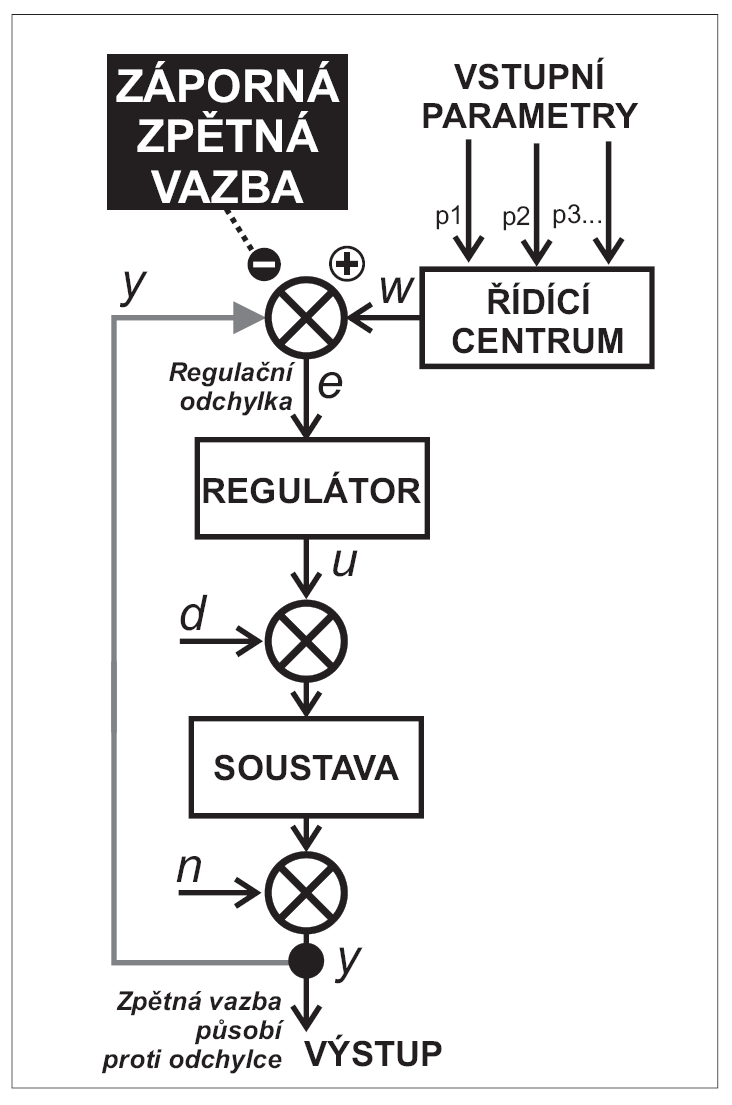 ZÁPORNÁ
ZPĚTNÁ
VAZBA
VSTUPNÍ
PARAMETRY
p1
p2
p3...
y
w
ŘÍDÍCÍ
CENTRUM
Regulační
odchylka
e
REGULÁTOR
u
d
SOUSTAVA
n
y
Zpětná vazba
působí
proti odchylce
VÝSTUP